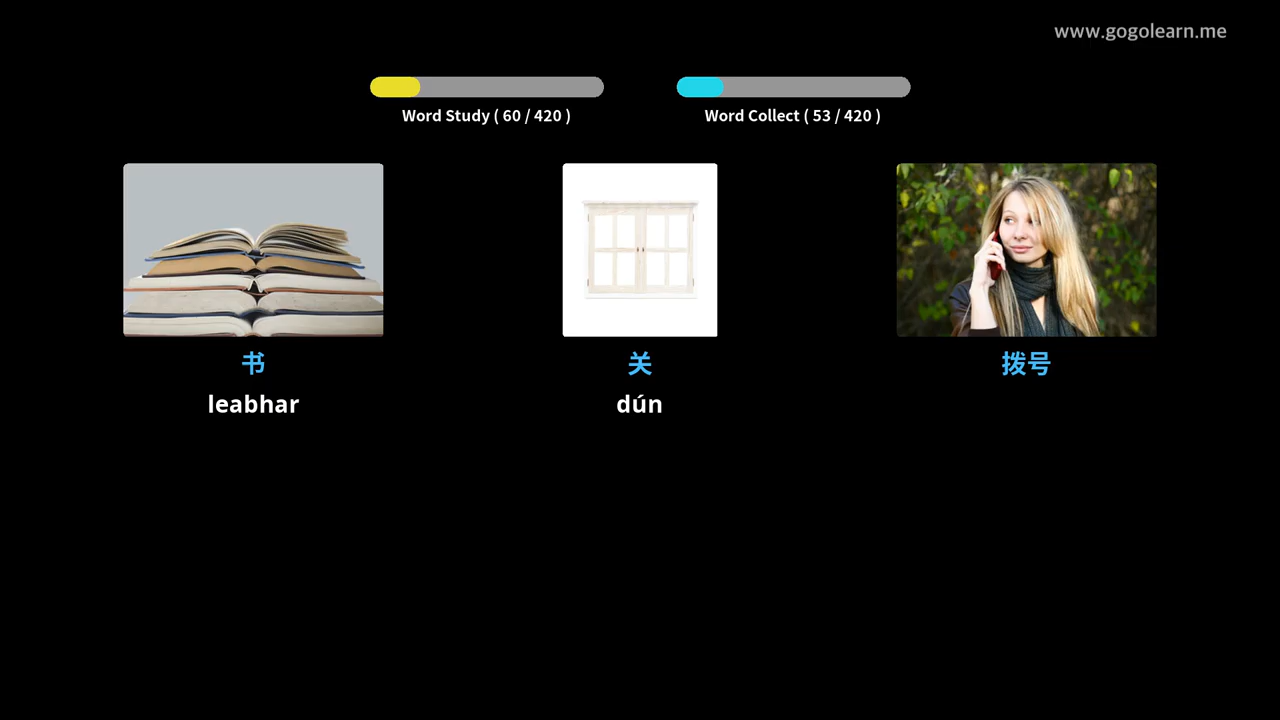 www.gogolearn.me
Word Study ( 60 / 420 )
Word Collect ( 53 / 420 )
书
关
拨号
leabhar
dún